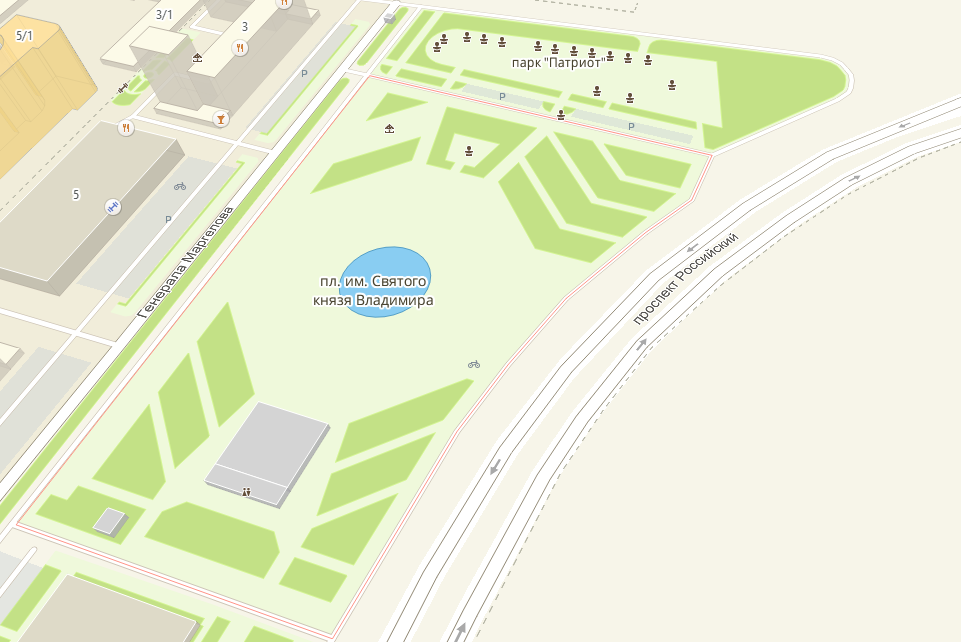 3/1
3
5/1
5
P
P
P
P
парк "Патриот"
Генерала Маргелова
пл. им. Святого
князя Владимира
проспект Российский